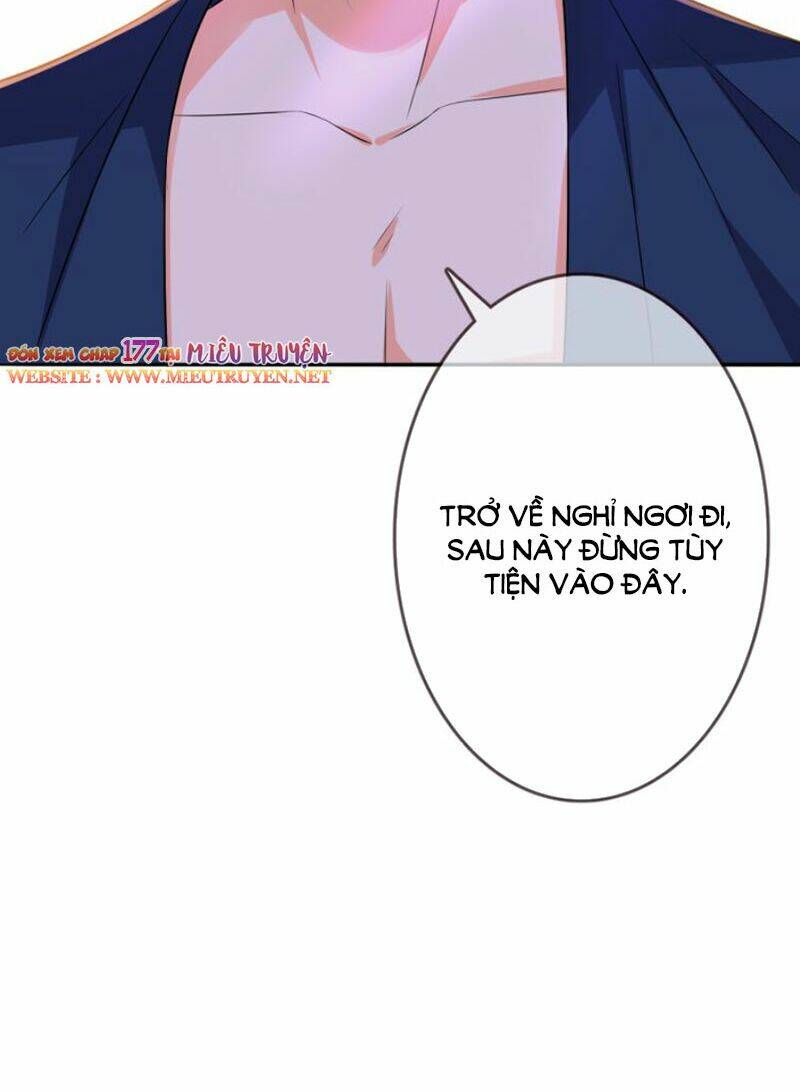 ĐÓN XEM CHAP 177 TẠI MIÊU TRUYỆN
WEBSITE : WWW.MIEUTRUYEN.NET
TRỞ VỀ NGHỈ NGƠI ĐI,
SAU NÀY ĐỪNG TÙY
TIỆN VÀO ĐÂY.